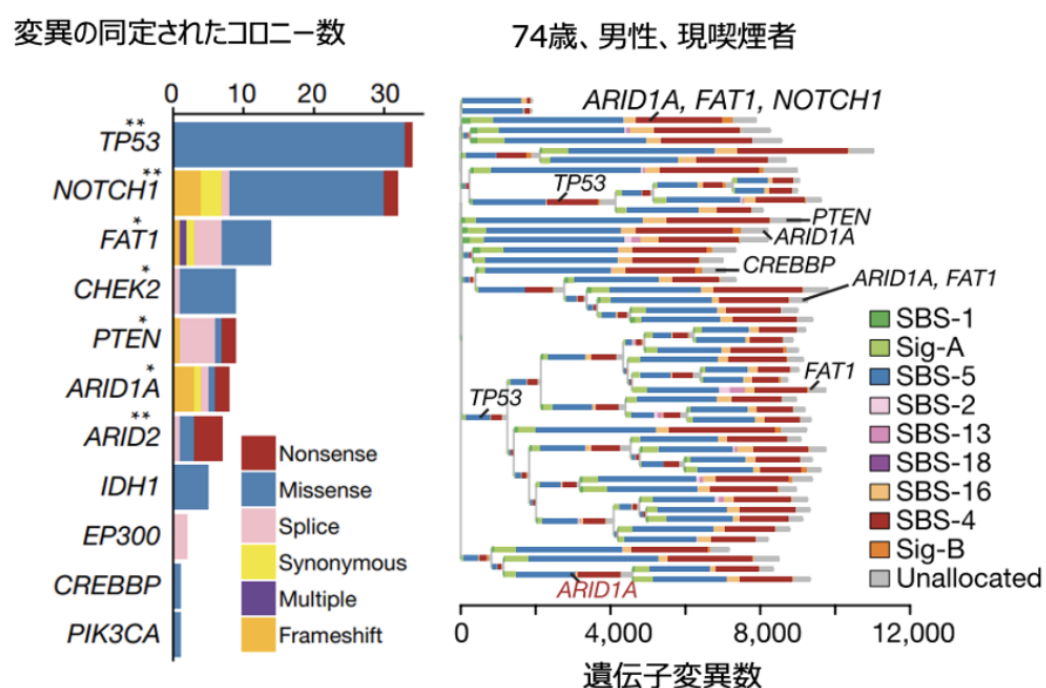 変異の同定されたコロニー数
0 10 20 30
TP53 **
NOTCH1 **
FAT1 *
CHEK2 *
PTEN *
ARID1A *
ARID2 **
IDH1
EP300
CREBBP
PIK3CA
Nonsense
Missense
Splice
Synonymous
Multiple
Frameshift
74歳、男性、現喫煙者
ARID1A, FAT1, NOTCH1
TP53
PTEN
ARID1A
CREBBP
ARID1A, FAT1
FAT1
TP53
ARID1A
SBS-1
Sig-A
SBS-5
SBS-2
SBS-13
SBS-18
SBS-16
SBS-4
Sig-B
Unallocated
0 4,000 8,000 12,000
遺伝子変異数